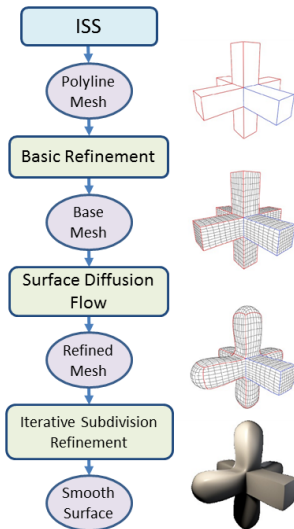 ISS
Polyline
Mesh
Basic Refinement
Base
Mesh
Surface Diffusion
Flow
Refined
Mesh
Iterative Subdivision
Refinement
Smooth
Surface